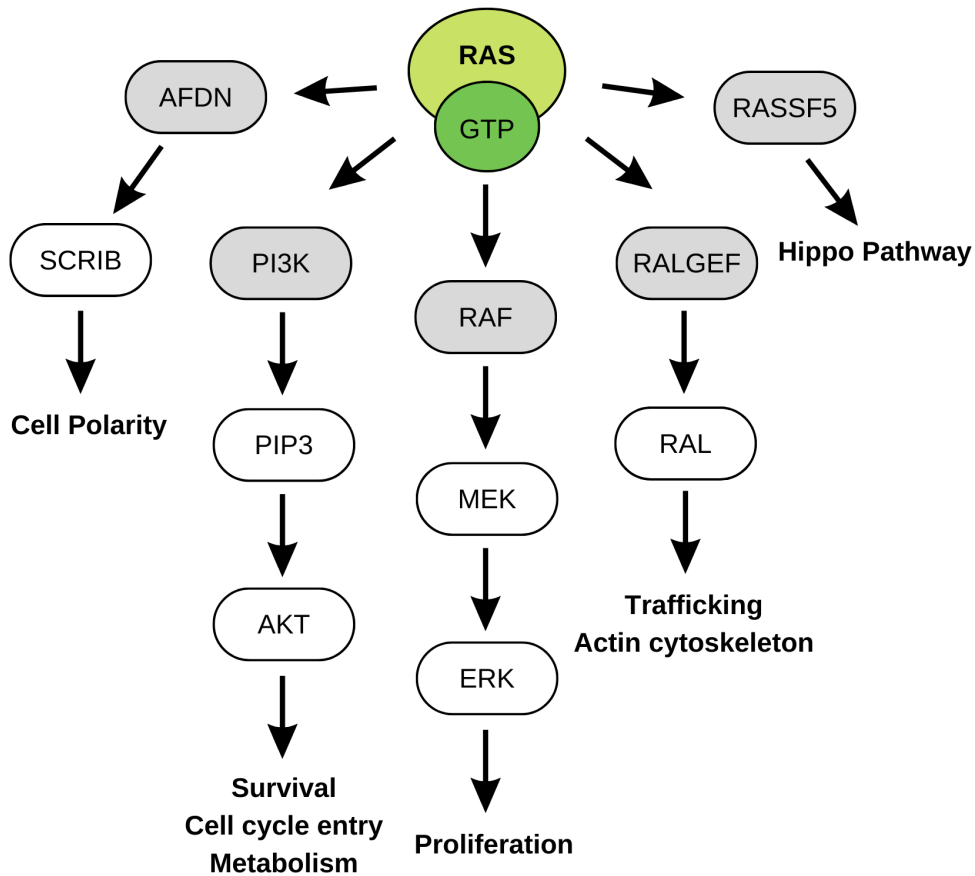 RAS
GTP
AFDN
RASSF5
SCRIB
PI3K
RALGEF
Hippo Pathway
RAF
Cell Polarity
PIP3
RAL
MEK
Trafficking
Actin cytoskeleton
AKT
ERK
Survival
Cell cycle entry
Metabolism
Proliferation